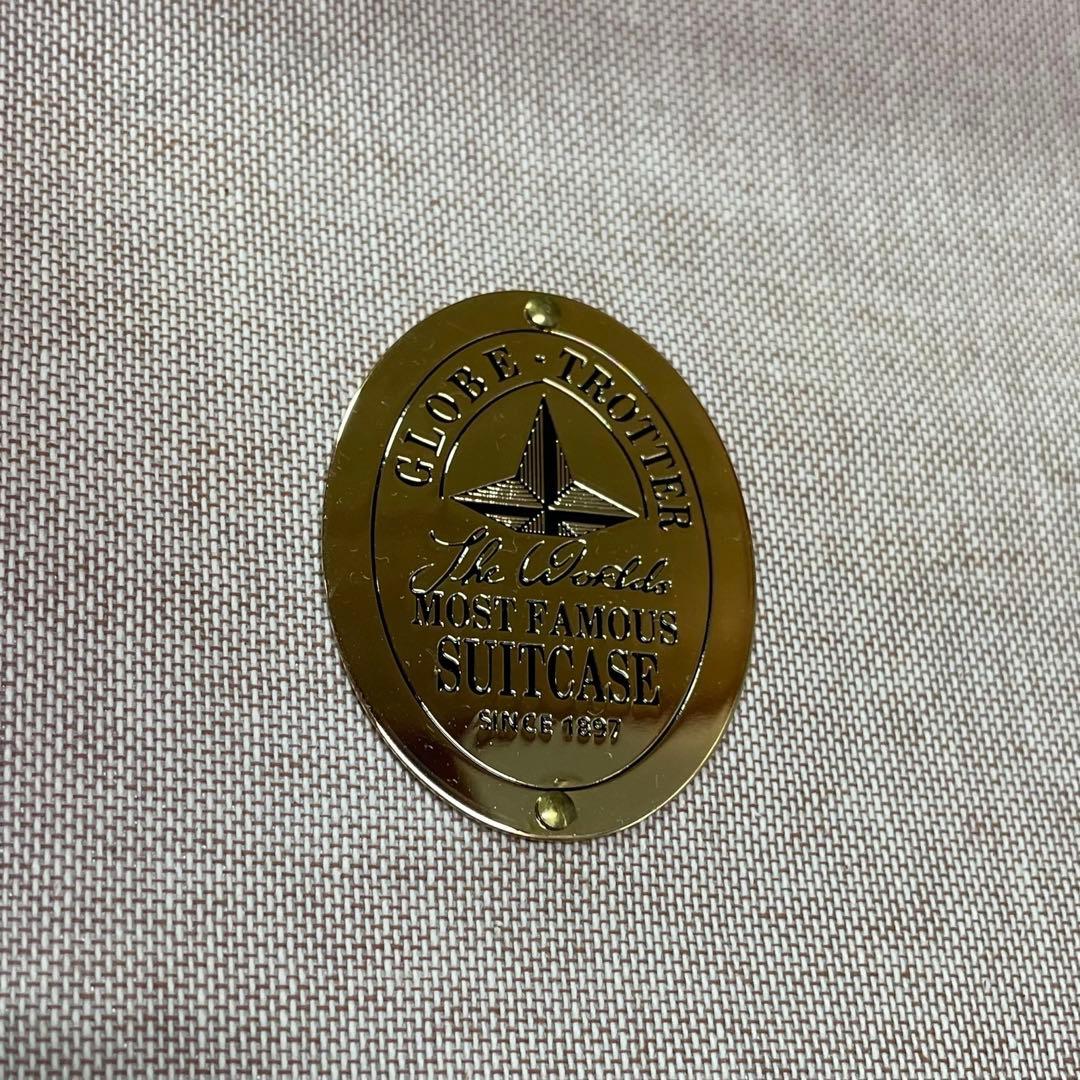 GLOBE-TROTTER
The Worlds
MOST FAMOUS
SUITCASE
SINCE 1897